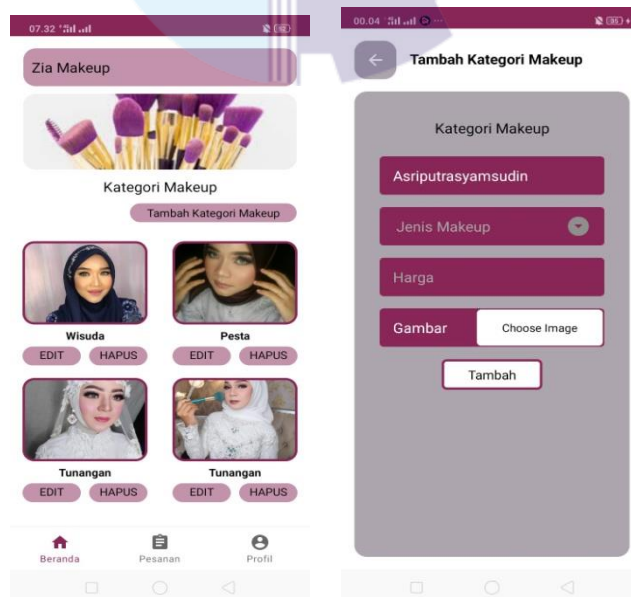 07.32
Zia Makeup
Kategori Makeup
Tambah Kategori Makeup
Wisuda
Pesta
EDIT HAPUS EDIT HAPUS
Tunangan
Tunangan
EDIT HAPUS EDIT HAPUS
Beranda
Pesanan
Profil
00.04
Tambah Kategori Makeup
Kategori Makeup
Asriputrasyamsudin
Jenis Makeup
Harga
Gambar
Choose Image
Tambah